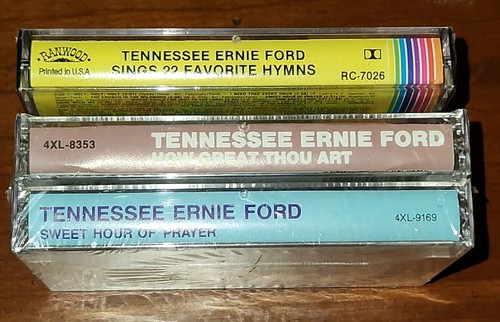 RANWOOD
Printed in U.S.A.
TENNESSEE ERNIE FORD
SINGS 22 FAVORITE HYMNS
RC-7026
4XL-8353
TENNESSEE ERNIE FORD
HOW GREAT THOU ART
TENNESSEE ERNIE FORD
SWEET HOUR OF PRAYER
4XL-9169